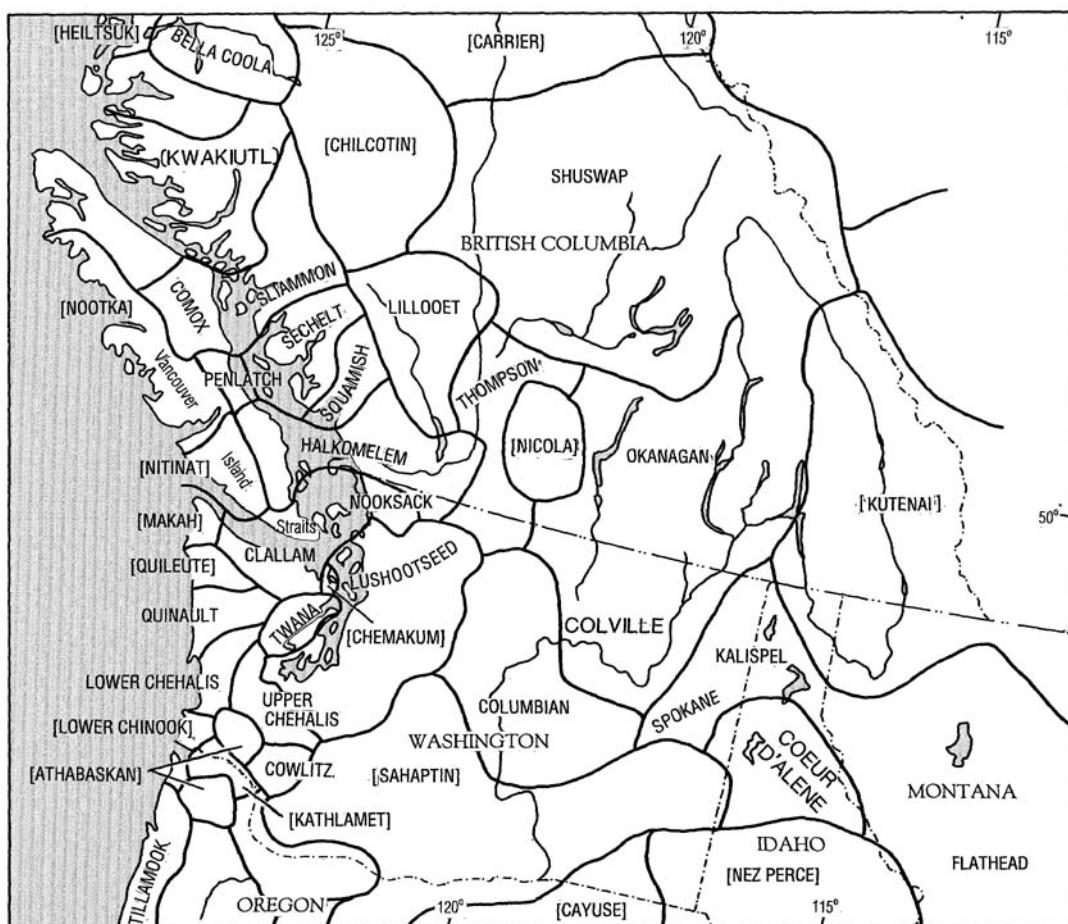 [HEILTSUK]
BELLA COOLA
125°
[CARRIER]
120°
115°
(KWAKIUTL)
[CHILCOTIN]
SHUSWAP
BRITISH COLUMBIA
[NOOTKA]
COMOX
SLIAMMON
SECHELT
LILLOOET
Vancouver
PENLATCH
SQUAMISH
THOMPSON
HALKOMELEM
[NICOLA]
OKANAGAN
[NITINAT]
Island
NOOKSACK
[KUTENAI]
[MAKAH]
Straits
50°
[QUILEUTE]
CLALLAM
LUSHOOTSEED
QUINAULT
TWANA
[CHEMAKUM]
COLVILLE
KALISPEL
LOWER CHEHALIS
UPPER
CHEHALIS
COLUMBIAN
SPOKANE
[LOWER CHINOOK]
WASHINGTON
COEUR
D'ALENE
[ATHABASKAN]
COWLITZ
[SAHAPTIN]
MONTANA
[KATHLAMET]
IDAHO
TILLAMOOK
[NEZ PERCE]
FLATHEAD
OREGON
120°
[CAYUSE]
115°